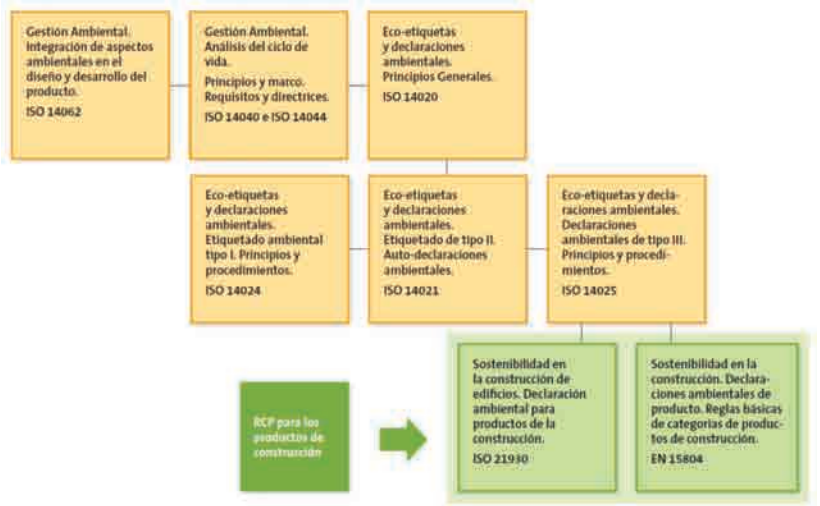 Gestión Ambiental.
Integración de aspectos
ambientales en el
diseño y desarrollo del
producto.
ISO 14062
Gestión Ambiental.
Análisis del ciclo de
vida.
Principios y marco.
Requisitos y directrices.
ISO 14040 e ISO 14044
Eco-etiquetas
y declaraciones
ambientales.
Principios Generales.
ISO 14020
Eco-etiquetas
y declaraciones
ambientales.
Etiquetado ambiental
tipo I. Principios y
procedimientos.
ISO 14024
Eco-etiquetas
y declaraciones
ambientales.
Etiquetado de tipo II.
Auto-declaraciones
ambientales.
ISO 14021
Eco-etiquetas y decla-
raciones ambientales.
Declaraciones
ambientales de tipo III.
Principios y procedi-
mientos.
ISO 14025
RCP para los
productos de
construcción
Sostenibilidad en
la construcción de
edificios. Declaración
ambiental para
productos de la
construcción.
ISO 21930
Sostenibilidad en la
construcción. Declara-
ciones ambientales de
producto. Reglas básicas
de categorias de produc-
tos de construcción.
EN 15804